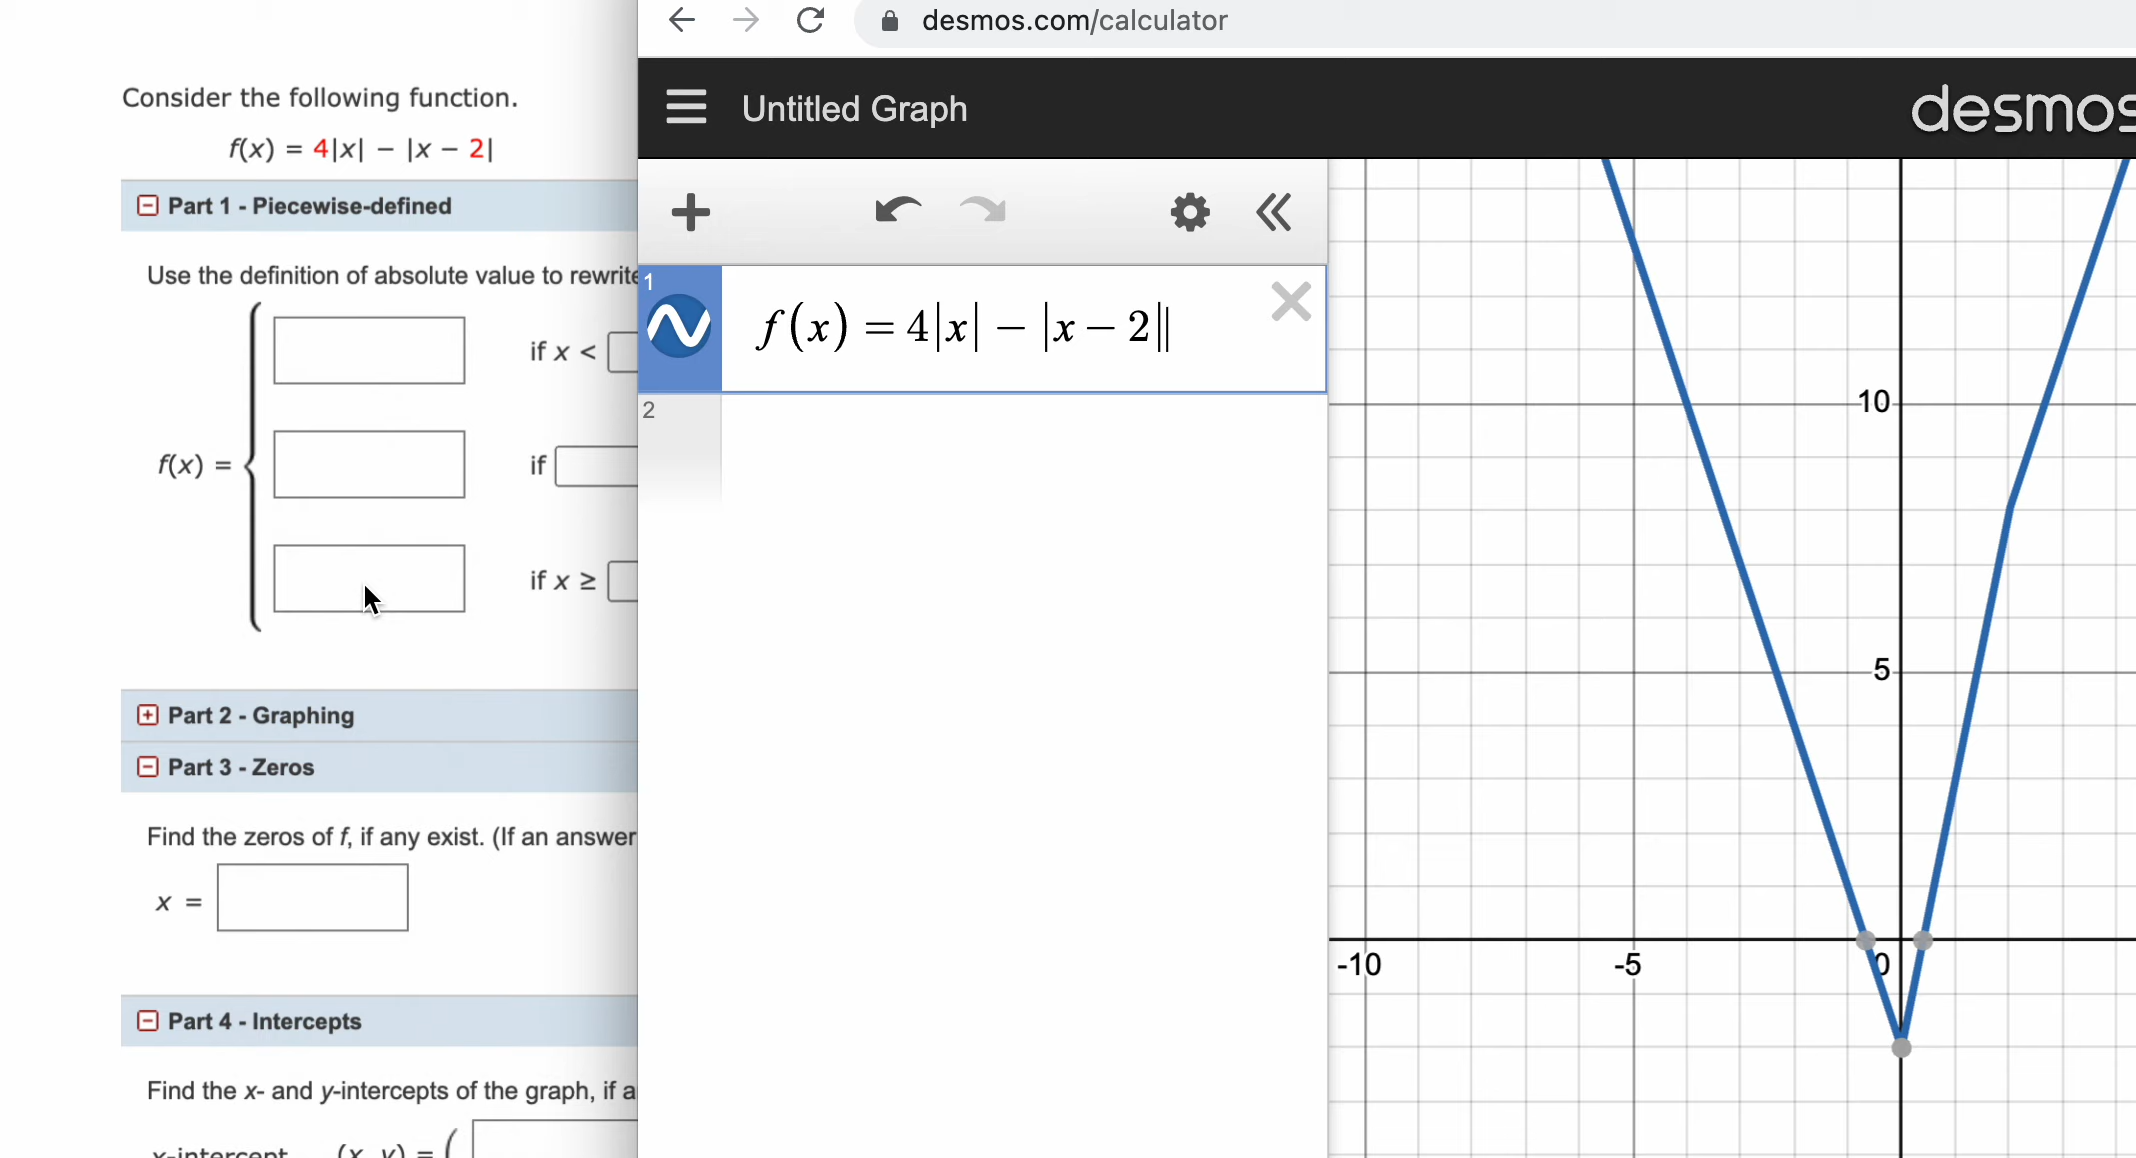 desmos.com/calculator
Untitled Graph
desmos
Consider the following function.
f(x) = 4|x| − |x − 2|
Part 1 - Piecewise-defined
Use the definition of absolute value to rewrite
if x <
f(x) =
if
if x ≥
Part 2 - Graphing
Part 3 - Zeros
Find the zeros of f, if any exist. (If an answer
x =
Part 4 - Intercepts
Find the x- and y-intercepts of the graph, if a
x-intercept (x, y) = (
1
f(x) = 4|x| − |x − 2|
2
10
5
-10
-5
0